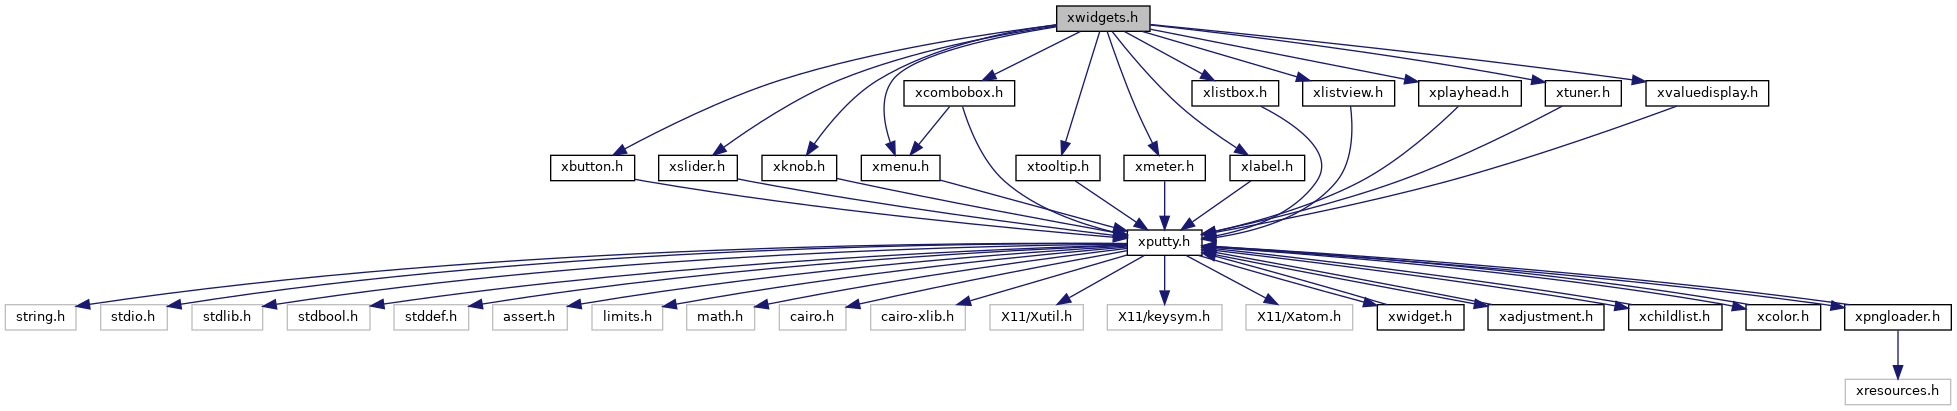 xwidgets.h
xcombobox.h
xlistbox.h
xlistview.h
xplayhead.h
xtuner.h
xvaluedisplay.h
xbutton.h
xslider.h
xknob.h
xmenu.h
xtooltip.h
xmeter.h
xlabel.h
xputty.h
string.h
stdio.h
stdlib.h
stdbool.h
stddef.h
assert.h
limits.h
math.h
cairo.h
cairo-xlib.h
X11/Xutil.h
X11/keysym.h
X11/Xatom.h
xwidget.h
xadjustment.h
xchildlist.h
xcolor.h
xpngloader.h
xresources.h